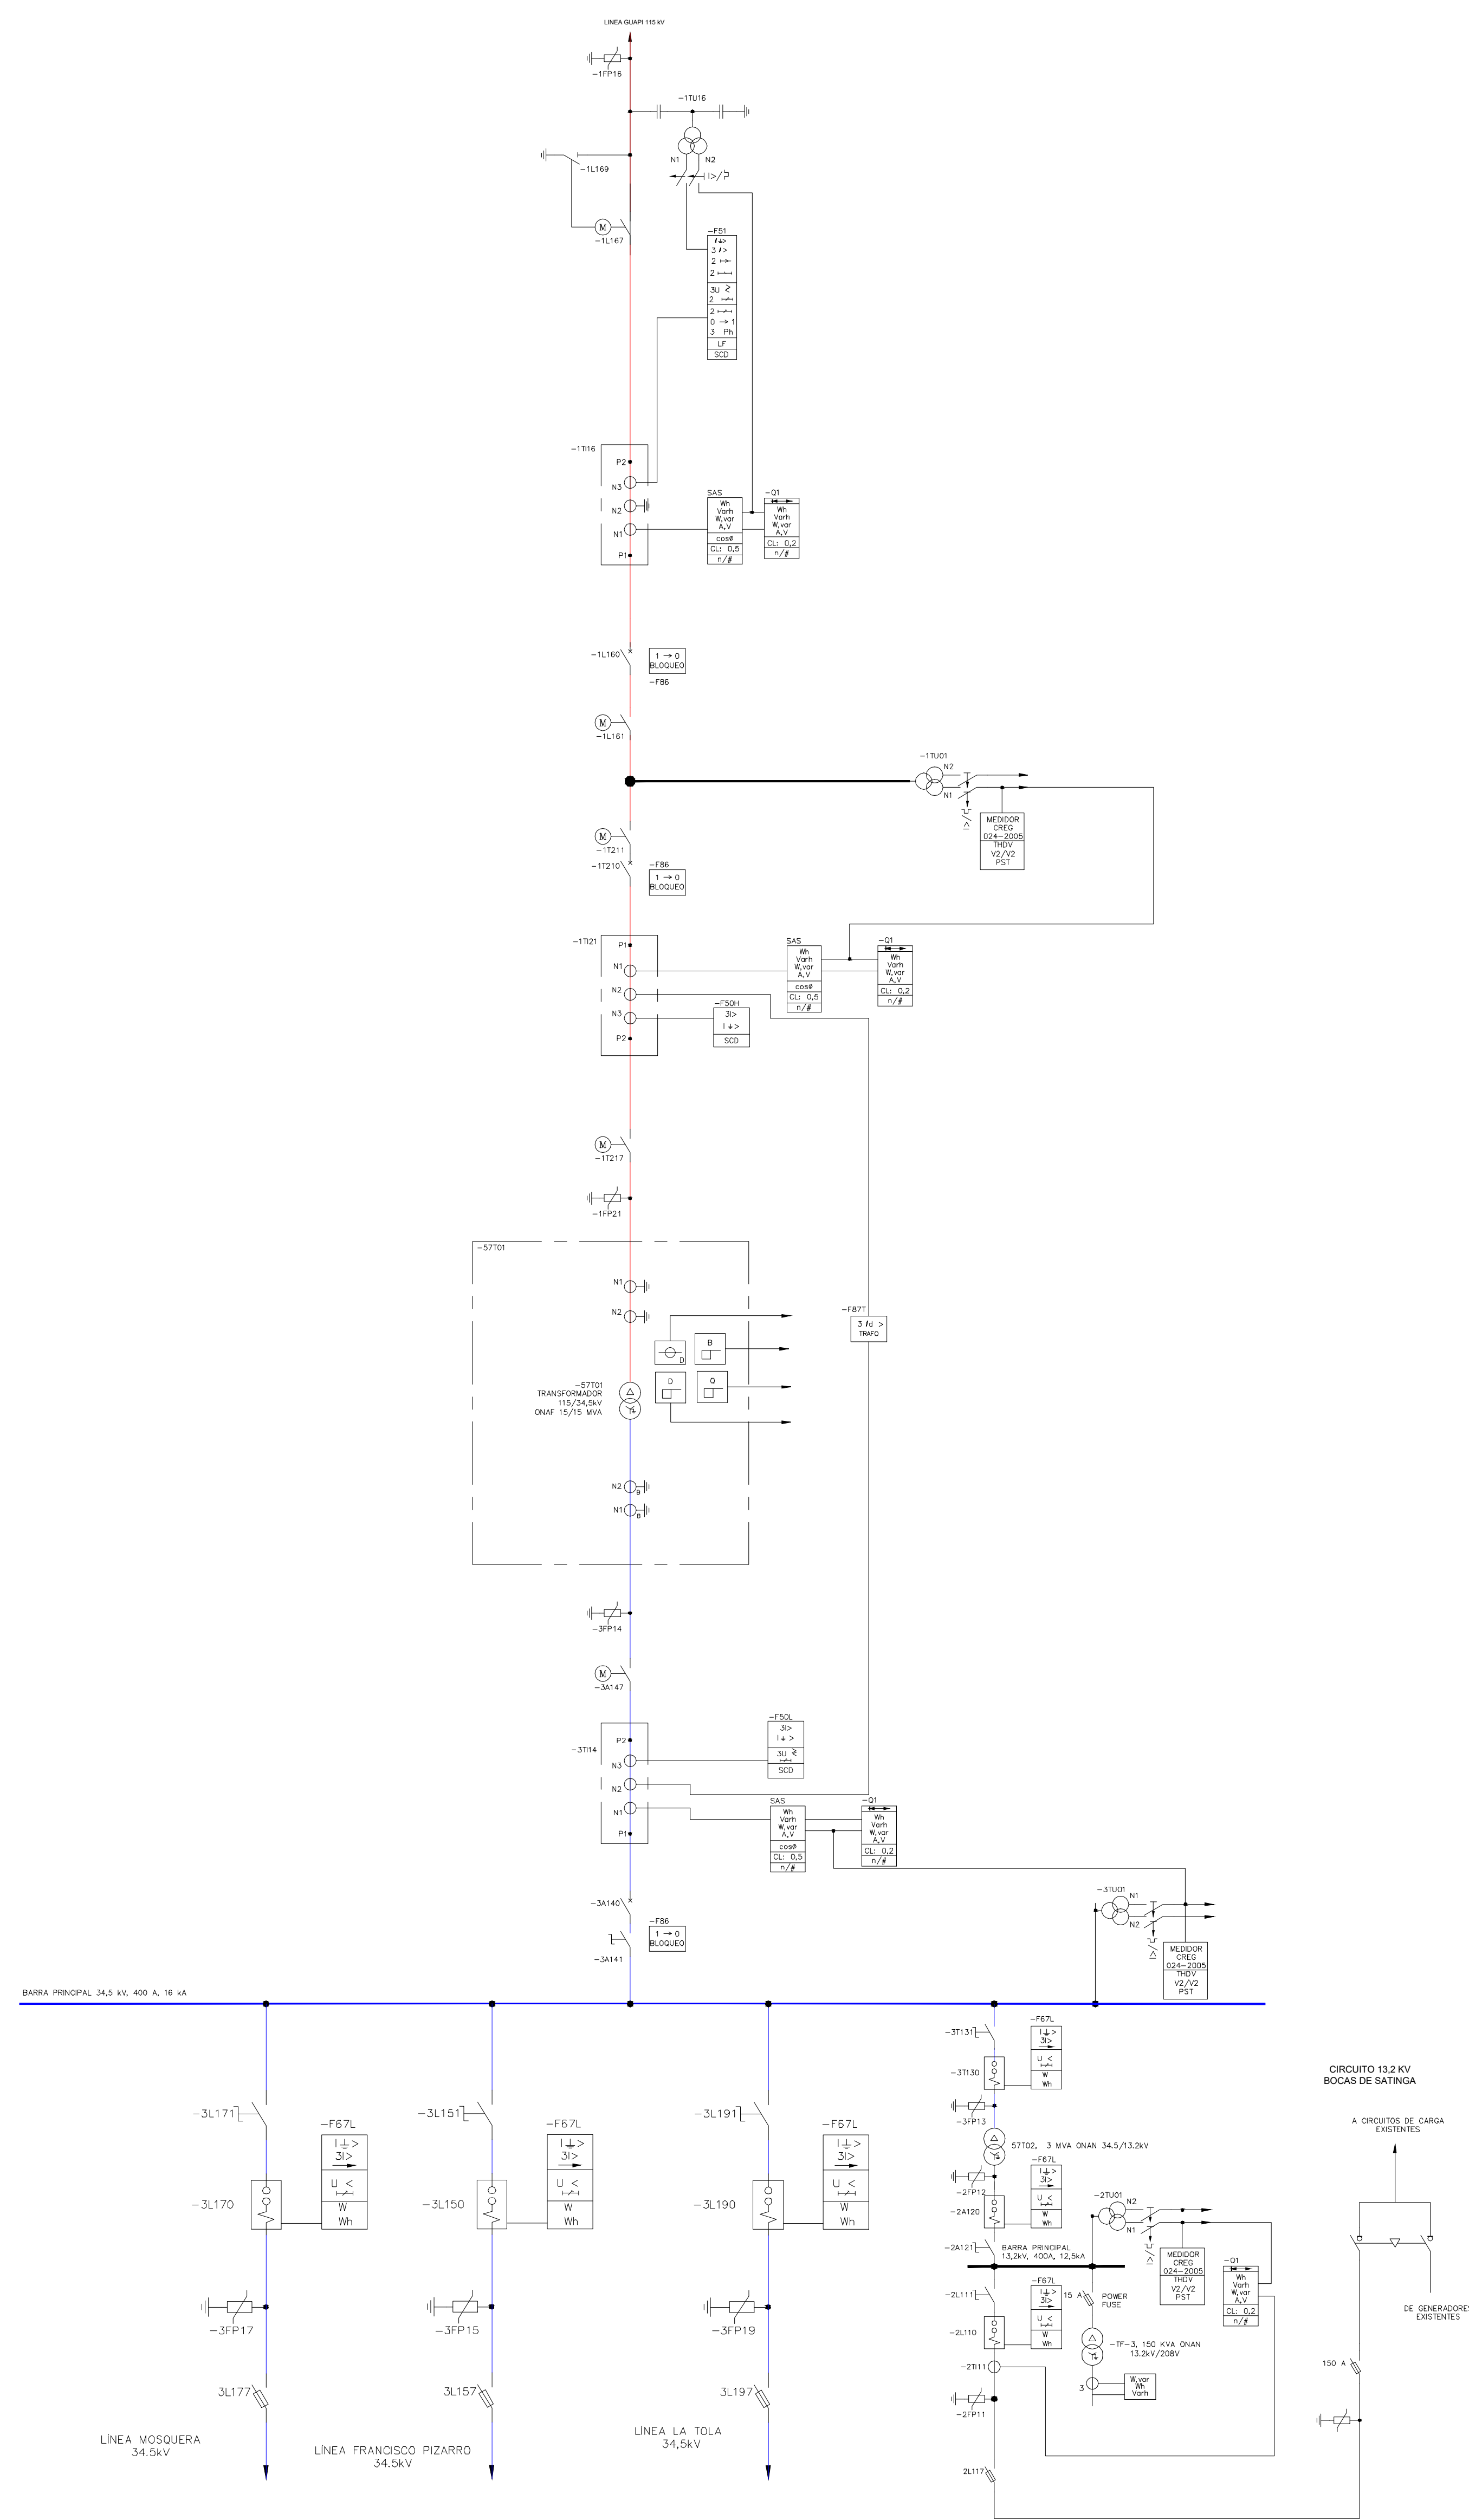 LINEA GUAPI 115 kV
-1FP16
-1TU16
N1
N2
-1L169
I>/
M
-1L167
-F51
3 I >
2
2
3U
2
2
0 → 1
3 Ph
LF
SCD
-1TI16
P2
N3
N2
N1
P1
SAS
Wh
Varh
W,var
A,V
cosø
CL: 0,5
n/#
-Q1
Wh
Varh
W,var
A,V
CL: 0,2
n/#
-1L160
1 → 0
BLOQUEO
-F86
M
-1L161
-1TU01
N2
N1
I>/
MEDIDOR
CREG
024-2005
THDV
V2/V2
PST
M
-1T211
-1T210
-F86
1 → 0
BLOQUEO
-1TI21
P1
N1
N2
N3
P2
SAS
Wh
Varh
W,var
A,V
cosø
CL: 0,5
n/#
-Q1
Wh
Varh
W,var
A,V
CL: 0,2
n/#
-F50H
3I>
I >
SCD
M
-1T217
-1FP21
-57T01
N1
N2
-F87T
3 Id >
TRAFO
D
B
D
Q
-57T01
TRANSFORMADOR
115/34,5kV
ONAF 15/15 MVA
N2
B
N1
B
-3FP14
M
-3A147
-F50L
3I>
I >
3U
SCD
-3TI14
P2
N3
N2
N1
P1
SAS
Wh
Varh
W,var
A,V
cosø
CL: 0,5
n/#
-Q1
Wh
Varh
W,var
A,V
CL: 0,2
n/#
-3A140
-F86
1 → 0
BLOQUEO
-3A141
-3TU01
N1
N2
I>/
MEDIDOR
CREG
024-2005
THDV
V2/V2
PST
BARRA PRINCIPAL 34,5 kV, 400 A, 16 kA
-3T131
-F67L
I >
3I>
U <
W
Wh
-3T130
-3FP13
57T02, 3 MVA ONAN 34.5/13.2kV
-F67L
I >
3I>
U <
W
Wh
-2FP12
-2A120
-2A121
BARRA PRINCIPAL
13,2kV, 400A, 12,5kA
-2TU01
N2
N1
I>/
MEDIDOR
CREG
024-2005
THDV
V2/V2
PST
-Q1
Wh
Varh
W,var
A,V
CL: 0,2
n/#
-2L111
-F67L
I >
3I>
U <
W
Wh
15 A
POWER
FUSE
-2L110
-TF-3, 150 KVA ONAN
13.2kV/208V
-2TI11
3
W,var
Wh
Varh
-2FP11
2L117
CIRCUITO 13,2 KV
BOCAS DE SATINGA
A CIRCUITOS DE CARGA
EXISTENTES
DE GENERADORES
EXISTENTES
150 A
-3L171
-F67L
I >
3I>
U <
W
Wh
-3L170
-3FP17
3L177
LÍNEA MOSQUERA
34.5kV
-3L151
-F67L
I >
3I>
U <
W
Wh
-3L150
-3FP15
3L157
LÍNEA FRANCISCO PIZARRO
34.5kV
-3L191
-F67L
I >
3I>
U <
W
Wh
-3L190
-3FP19
3L197
LÍNEA LA TOLA
34,5kV